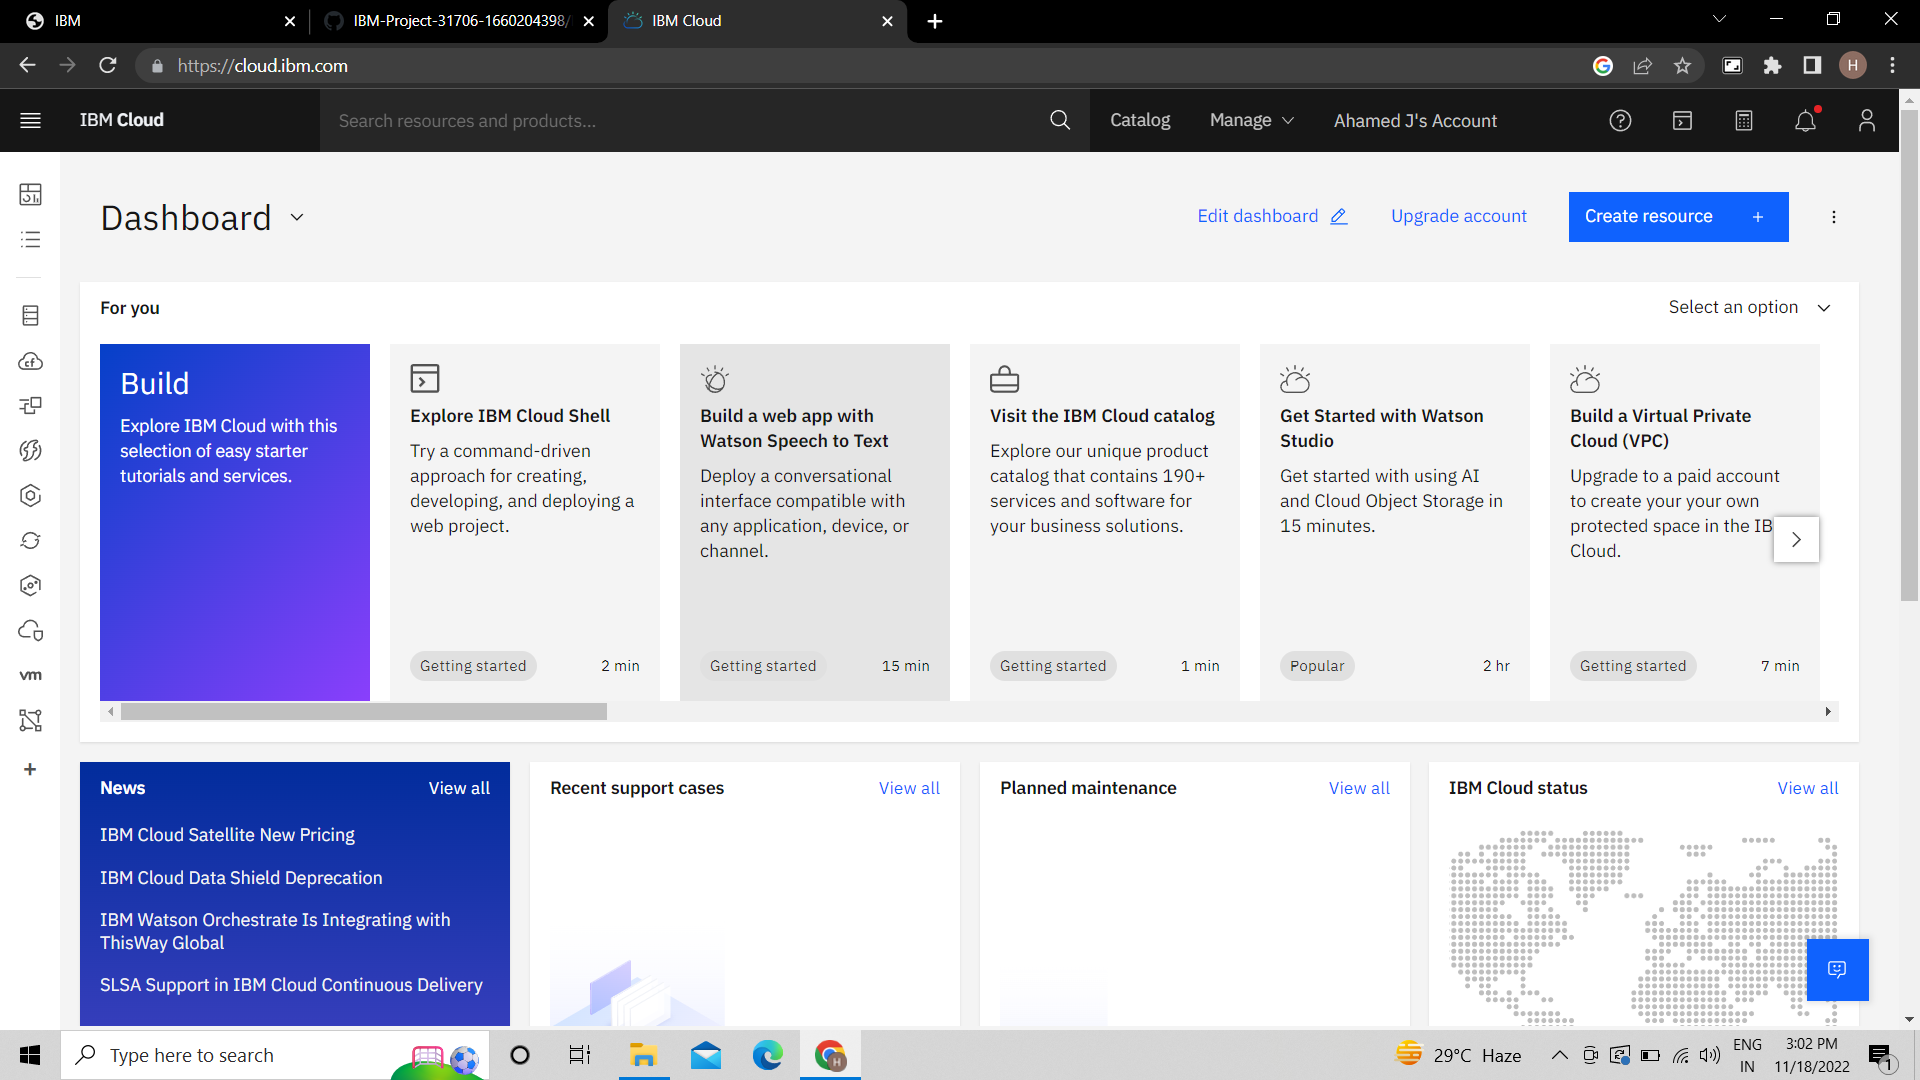 IBM
IBM-Project-31706-1660204398/
IBM Cloud
https://cloud.ibm.com
H
IBM Cloud
Search resources and products...
Catalog
Manage
Ahamed J's Account
Dashboard
Edit dashboard
Upgrade account
Create resource +
For you
Select an option
Build
Explore IBM Cloud with this
selection of easy starter
tutorials and services.
Explore IBM Cloud Shell
Try a command-driven
approach for creating,
developing, and deploying a
web project.
Getting started
2 min
Build a web app with
Watson Speech to Text
Deploy a conversational
interface compatible with
any application, device, or
channel.
Getting started
15 min
Visit the IBM Cloud catalog
Explore our unique product
catalog that contains 190+
services and software for
your business solutions.
Getting started
1 min
Get Started with Watson
Studio
Get started with using AI
and Cloud Object Storage in
15 minutes.
Popular
2 hr
Build a Virtual Private
Cloud (VPC)
Upgrade to a paid account
to create your your own
protected space in the IB
Cloud.
Getting started
7 min
cf
vm
News
View all
IBM Cloud Satellite New Pricing
IBM Cloud Data Shield Deprecation
IBM Watson Orchestrate Is Integrating with
ThisWay Global
SLSA Support in IBM Cloud Continuous Delivery
Recent support cases
View all
Planned maintenance
View all
IBM Cloud status
View all
Type here to search
H
29°C Haze
ENG
IN
3:02 PM
11/18/2022
1